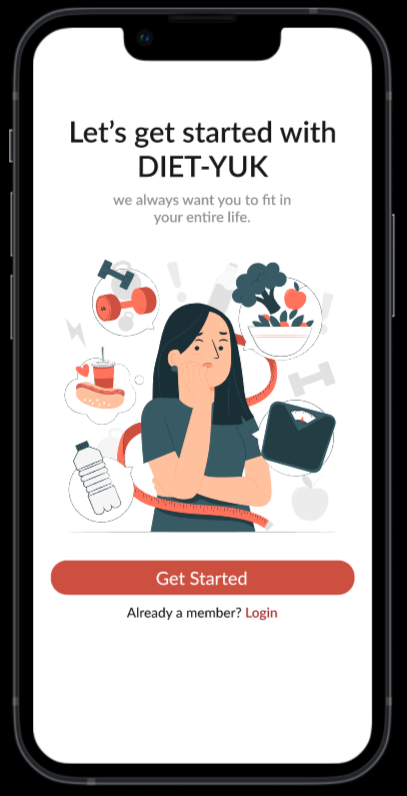 Let’s get started with
DIET-YUK
we always want you to fit in
your entire life.
Get Started
Already a member? Login